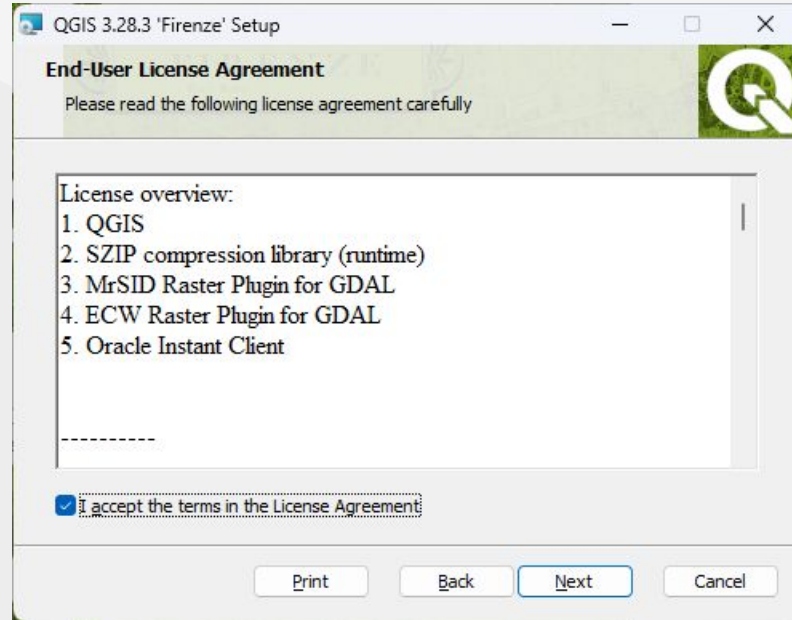 QGIS 3.28.3 'Firenze' Setup
End-User License Agreement
Please read the following license agreement carefully
License overview:
1. QGIS
2. SZIP compression library (runtime)
3. MrSID Raster Plugin for GDAL
4. ECW Raster Plugin for GDAL
5. Oracle Instant Client
----------
I accept the terms in the License Agreement
Print Back Next Cancel